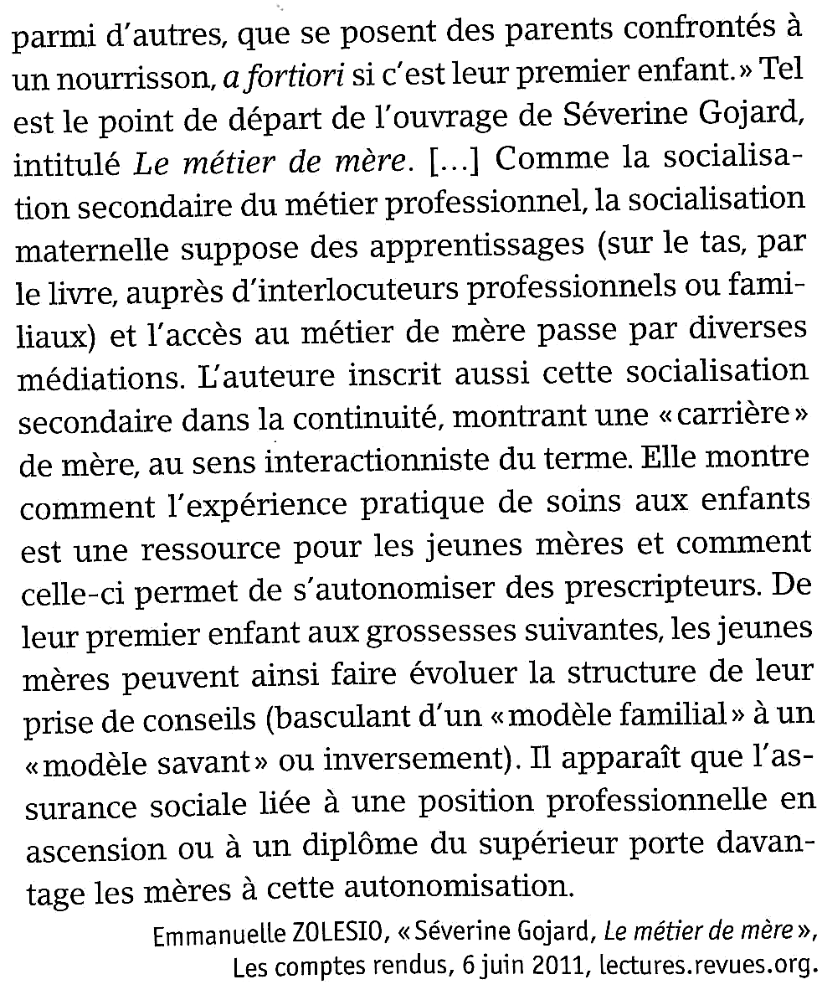 parmi d'autres, que se posent des parents confrontés à
un nourrisson, a fortiori si c'est leur premier enfant.» Tel
est le point de départ de l'ouvrage de Séverine Gojard,
intitulé Le métier de mère. [...] Comme la socialisa-
tion secondaire du métier professionnel, la socialisation
maternelle suppose des apprentissages (sur le tas, par
le livre, auprès d'interlocuteurs professionnels ou fami-
liaux) et l'accès au métier de mère passe par diverses
médiations. L'auteure inscrit aussi cette socialisation
secondaire dans la continuité, montrant une «carrière»
de mère, au sens interactionniste du terme. Elle montre
comment l'expérience pratique de soins aux enfants
est une ressource pour les jeunes mères et comment
celle-ci permet de s'autonomiser des prescripteurs. De
leur premier enfant aux grossesses suivantes, les jeunes
mères peuvent ainsi faire évoluer la structure de leur
prise de conseils (basculant d'un «modèle familial» à un
«modèle savant» ou inversement). Il apparaît que l'as-
surance sociale liée à une position professionnelle en
ascension ou à un diplôme du supérieur porte davan-
tage les mères à cette autonomisation.
Emmanuelle ZOLESIO, «Séverine Gojard, Le métier de mère»,
Les comptes rendus, 6 juin 2011, lectures.revues.org.